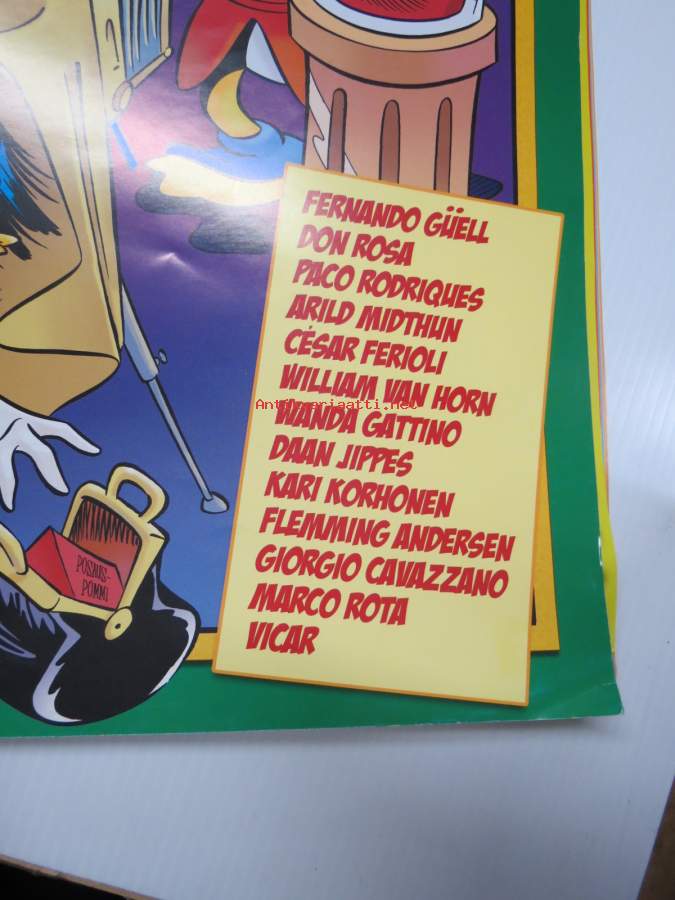 FERNANDO GÜELL
DON ROSA
PACO RODRIQUES
ARILD MIDTHUN
CÉSAR FERIOLI
WILLIAM VAN HORN
Antikvariaatti.net
WANDA GATTINO
DAAN JIPPES
KARI KORHONEN
FLEMMING ANDERSEN
GIORGIO CAVAZZANO
MARCO ROTA
VICAR
POSAUS-
POMMI